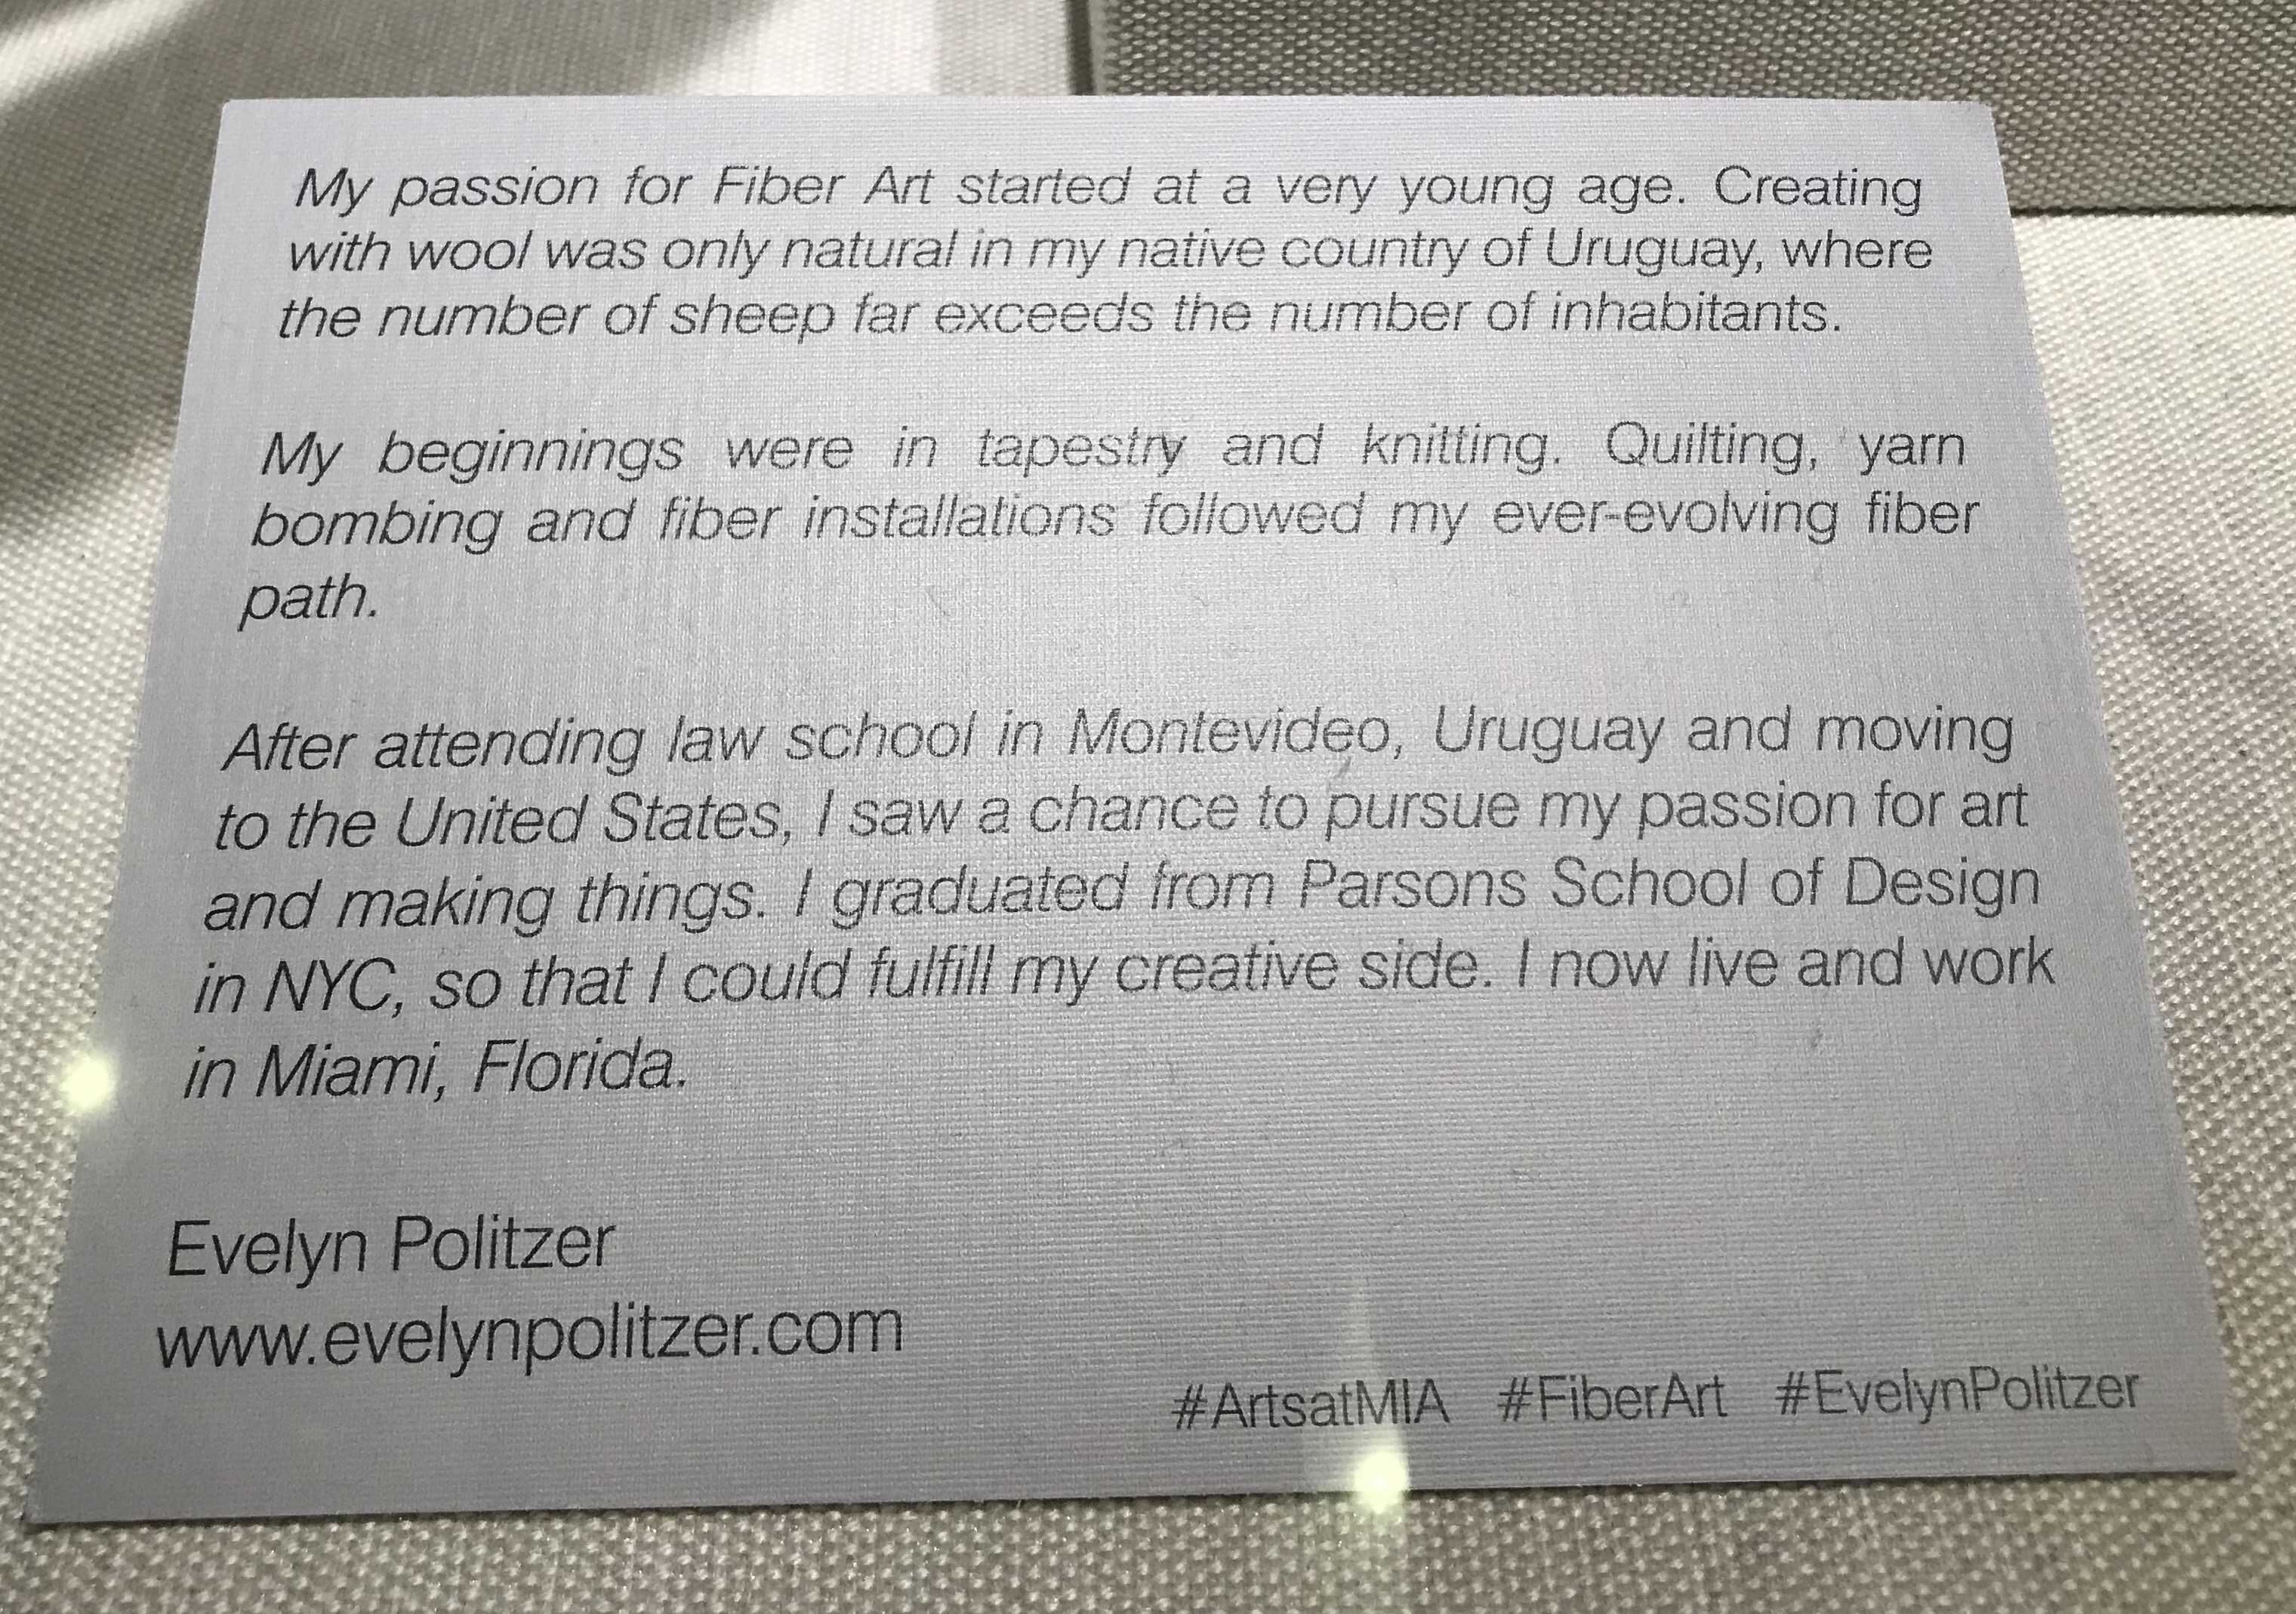 My passion for Fiber Art started at a very young age. Creating
with wool was only natural in my native country of Uruguay, where
the number of sheep far exceeds the number of inhabitants.
My beginnings were in tapestry and knitting. Quilting, yarn
bombing and fiber installations followed my ever-evolving fiber
path.
After attending law school in Montevideo, Uruguay and moving
to the United States, I saw a chance to pursue my passion for art
and making things. I graduated from Parsons School of Design
in NYC, so that I could fulfill my creative side. I now live and work
in Miami, Florida.
Evelyn Politzer
www.evelynpolitzer.com
#ArtsatMIA #FiberArt #EvelynPolitzer